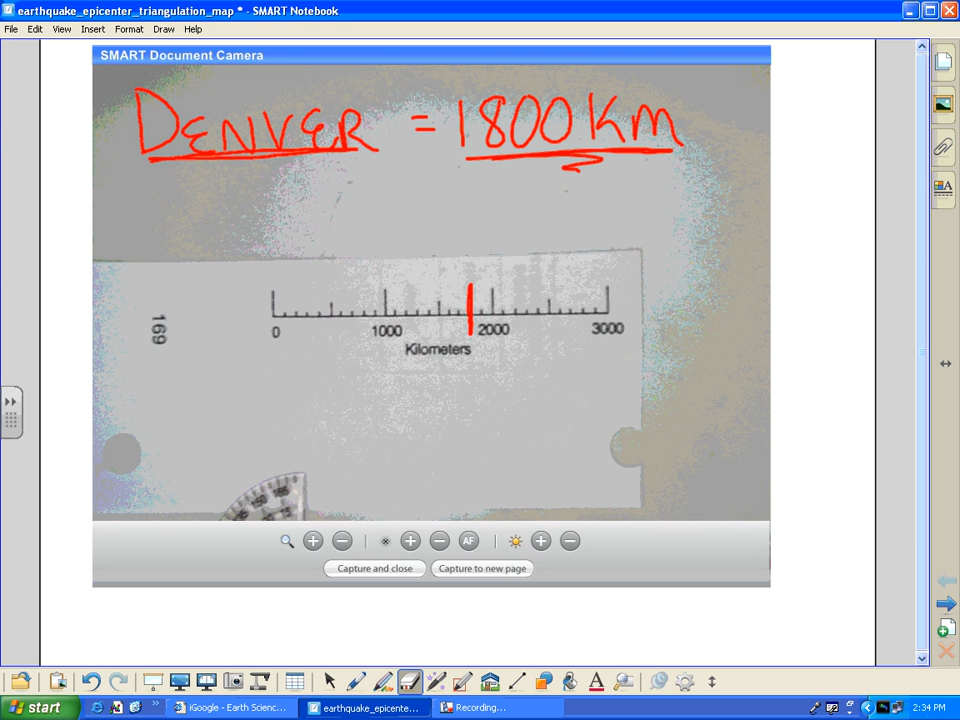 earthquake_epicenter_triangulation_map * - SMART Notebook
File Edit View Insert Format Draw Help
SMART Document Camera
DENVER = 1800 Km
0 1000 2000 3000
Kilometers
169
AF
Capture and close Capture to new page
start iGoogle - Earth Scienc... earthquake_epicente... Recording... 2:34 PM